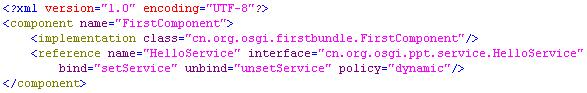 <?xml version="1.0" encoding="UTF-8"?>
<component name="FirstComponent">
    <implementation class="cn.org.osgi.firstbundle.FirstComponent"/>
    <reference name="HelloService" interface="cn.org.osgi.ppt.service.HelloService"
        bind="setService" unbind="unsetService" policy="dynamic"/>
</component>